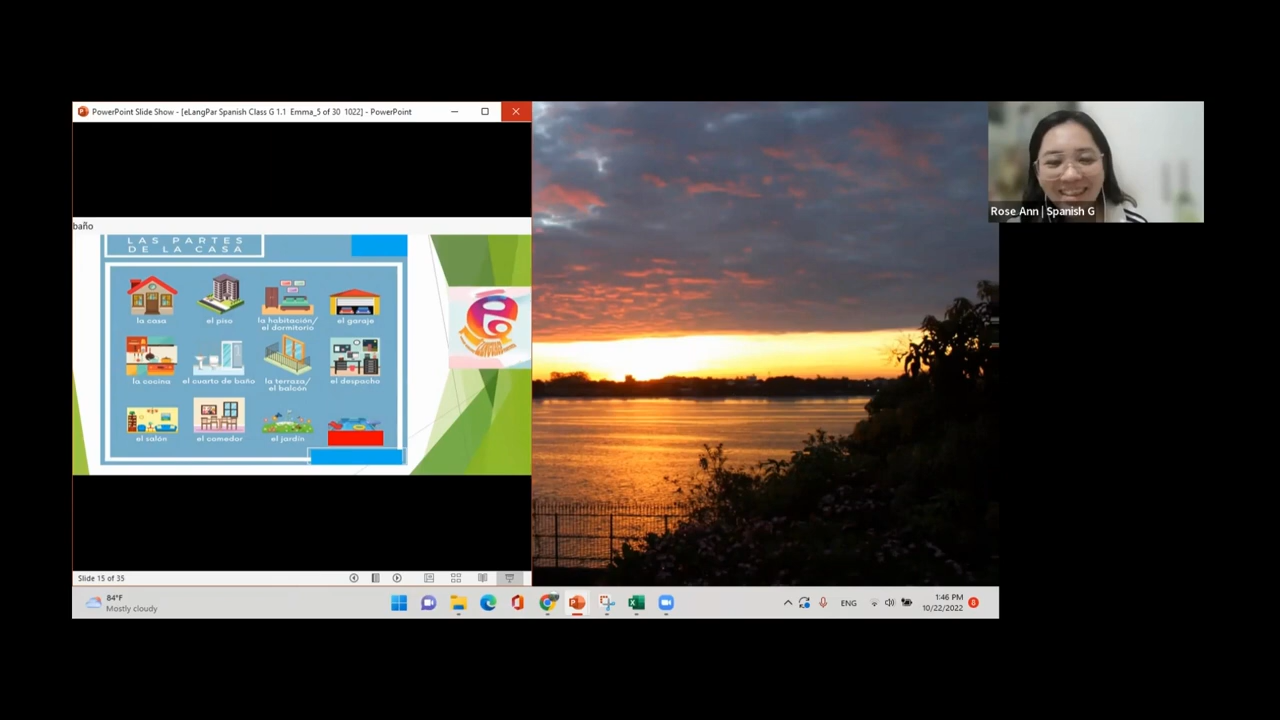 PowerPoint Slide Show - [eLangPar Spanish Class G 1.1 Emma_5 of 30 1022] - PowerPoint
baño
LAS PARTES
DE LA CASA
la casa
el piso
la habitación/
el dormitorio
el garaje
la cocina
el cuarto de baño
la terraza/
el balcón
el despacho
el salón
el comedor
el jardín
Slide 15 of 35
Rose Ann | Spanish G
84°F
Mostly cloudy
ENG
1:46 PM
10/22/2022
8